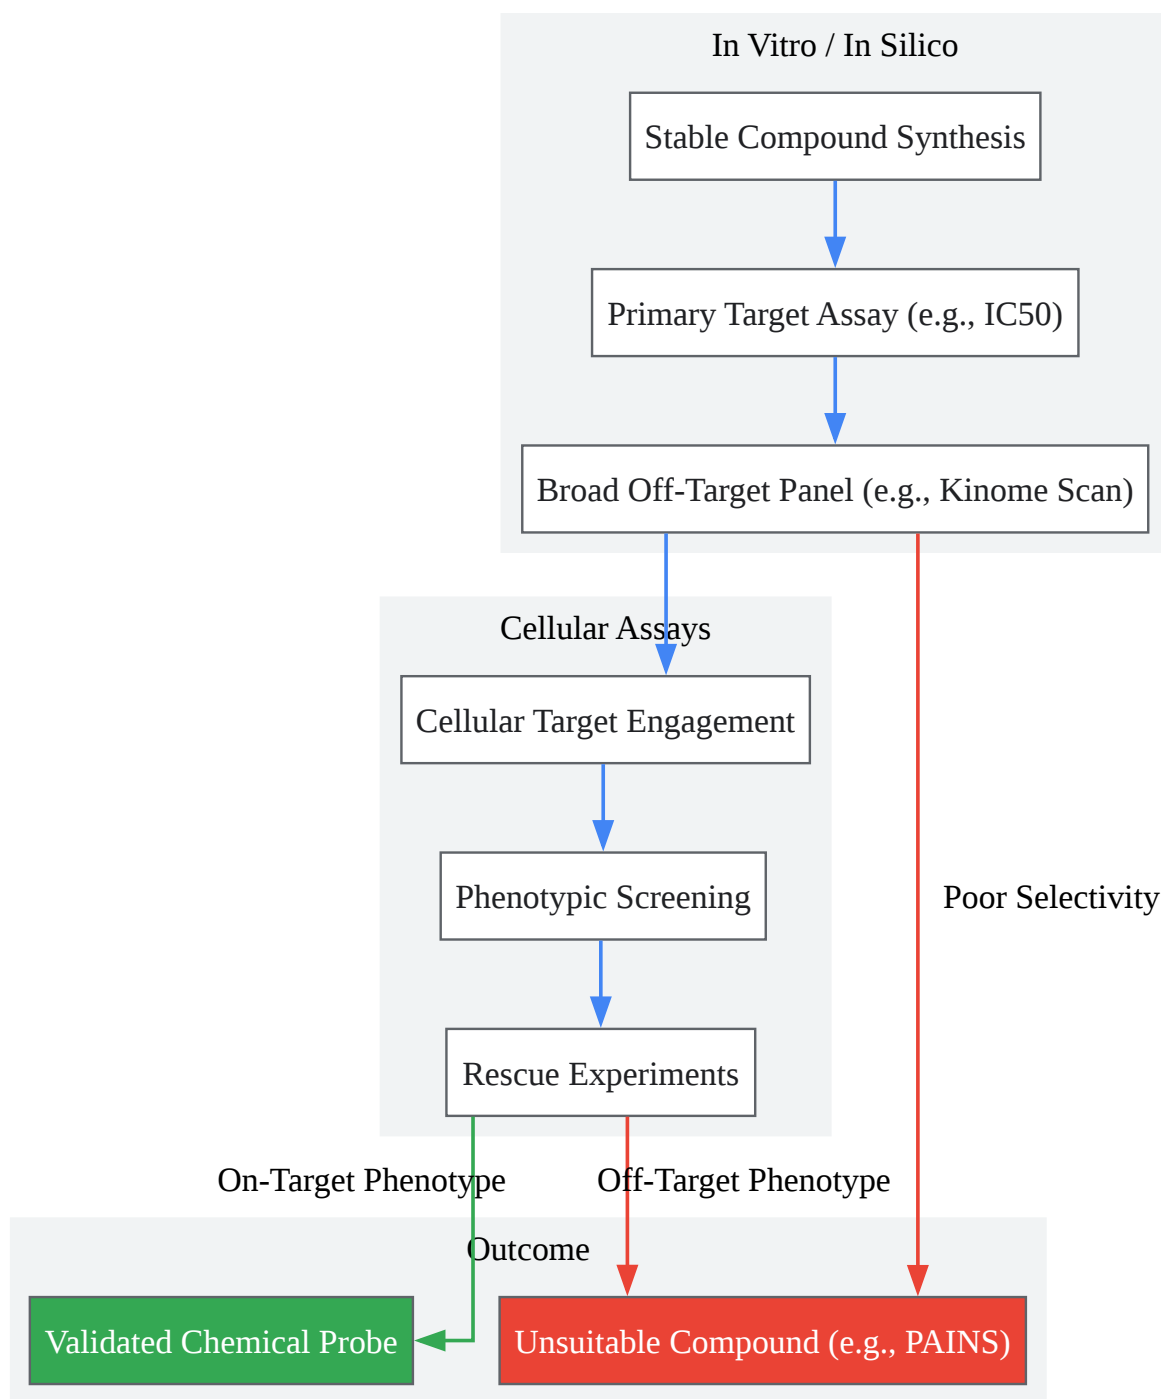 In Vitro / In Silico
Stable Compound Synthesis
Primary Target Assay (e.g., IC50)
Broad Off-Target Panel (e.g., Kinome Scan)
Cellular Assays
Cellular Target Engagement
Phenotypic Screening
Poor Selectivity
Rescue Experiments
On-Target Phenotype
Off-Target Phenotype
Outcome
Validated Chemical Probe
Unsuitable Compound (e.g., PAINS)